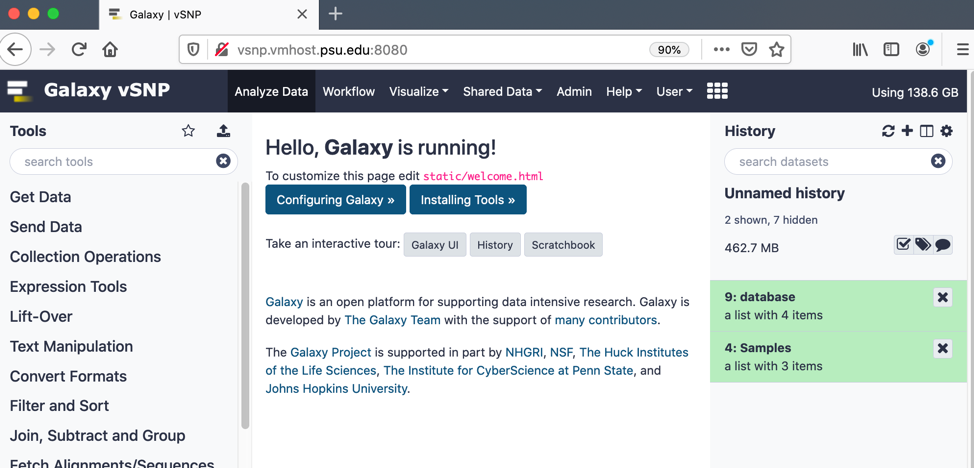 Galaxy | vSNP
vsnp.vmhost.psu.edu:8080
90%
Galaxy vSNP
Analyze Data
Workflow
Visualize
Shared Data
Admin
Help
User
Using 138.6 GB
Tools
search tools
Get Data
Send Data
Collection Operations
Expression Tools
Lift-Over
Text Manipulation
Convert Formats
Filter and Sort
Join, Subtract and Group
Fetch Alignments/Sequences
Hello, Galaxy is running!
To customize this page edit static/welcome.html
Configuring Galaxy »
Installing Tools »
Take an interactive tour: Galaxy UI History Scratchbook
Galaxy is an open platform for supporting data intensive research. Galaxy is
developed by The Galaxy Team with the support of many contributors.
The Galaxy Project is supported in part by NHGRI, NSF, The Huck Institutes
of the Life Sciences, The Institute for CyberScience at Penn State, and
Johns Hopkins University.
History
search datasets
Unnamed history
2 shown, 7 hidden
462.7 MB
9: database
a list with 4 items
4: Samples
a list with 3 items